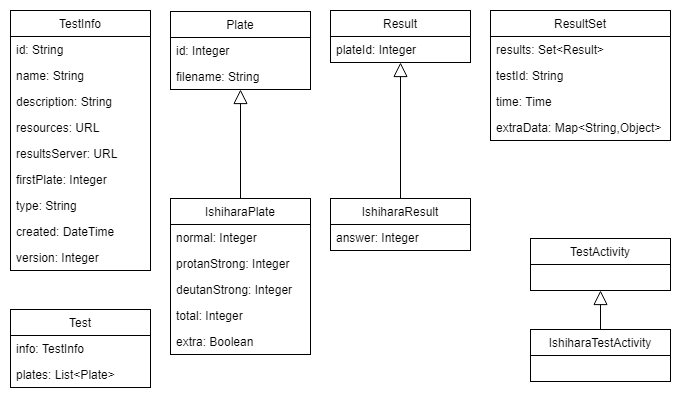 TestInfo
id: String
name: String
description: String
resources: URL
resultsServer: URL
firstPlate: Integer
type: String
created: DateTime
version: Integer
Plate
id: Integer
filename: String
Result
plateId: Integer
ResultSet
results: Set<Result>
testId: String
time: Time
extraData: Map<String,Object>
IshiharaPlate
normal: Integer
protanStrong: Integer
deutanStrong: Integer
total: Integer
extra: Boolean
IshiharaResult
answer: Integer
TestActivity
Test
info: TestInfo
plates: List<Plate>
IshiharaTestActivity